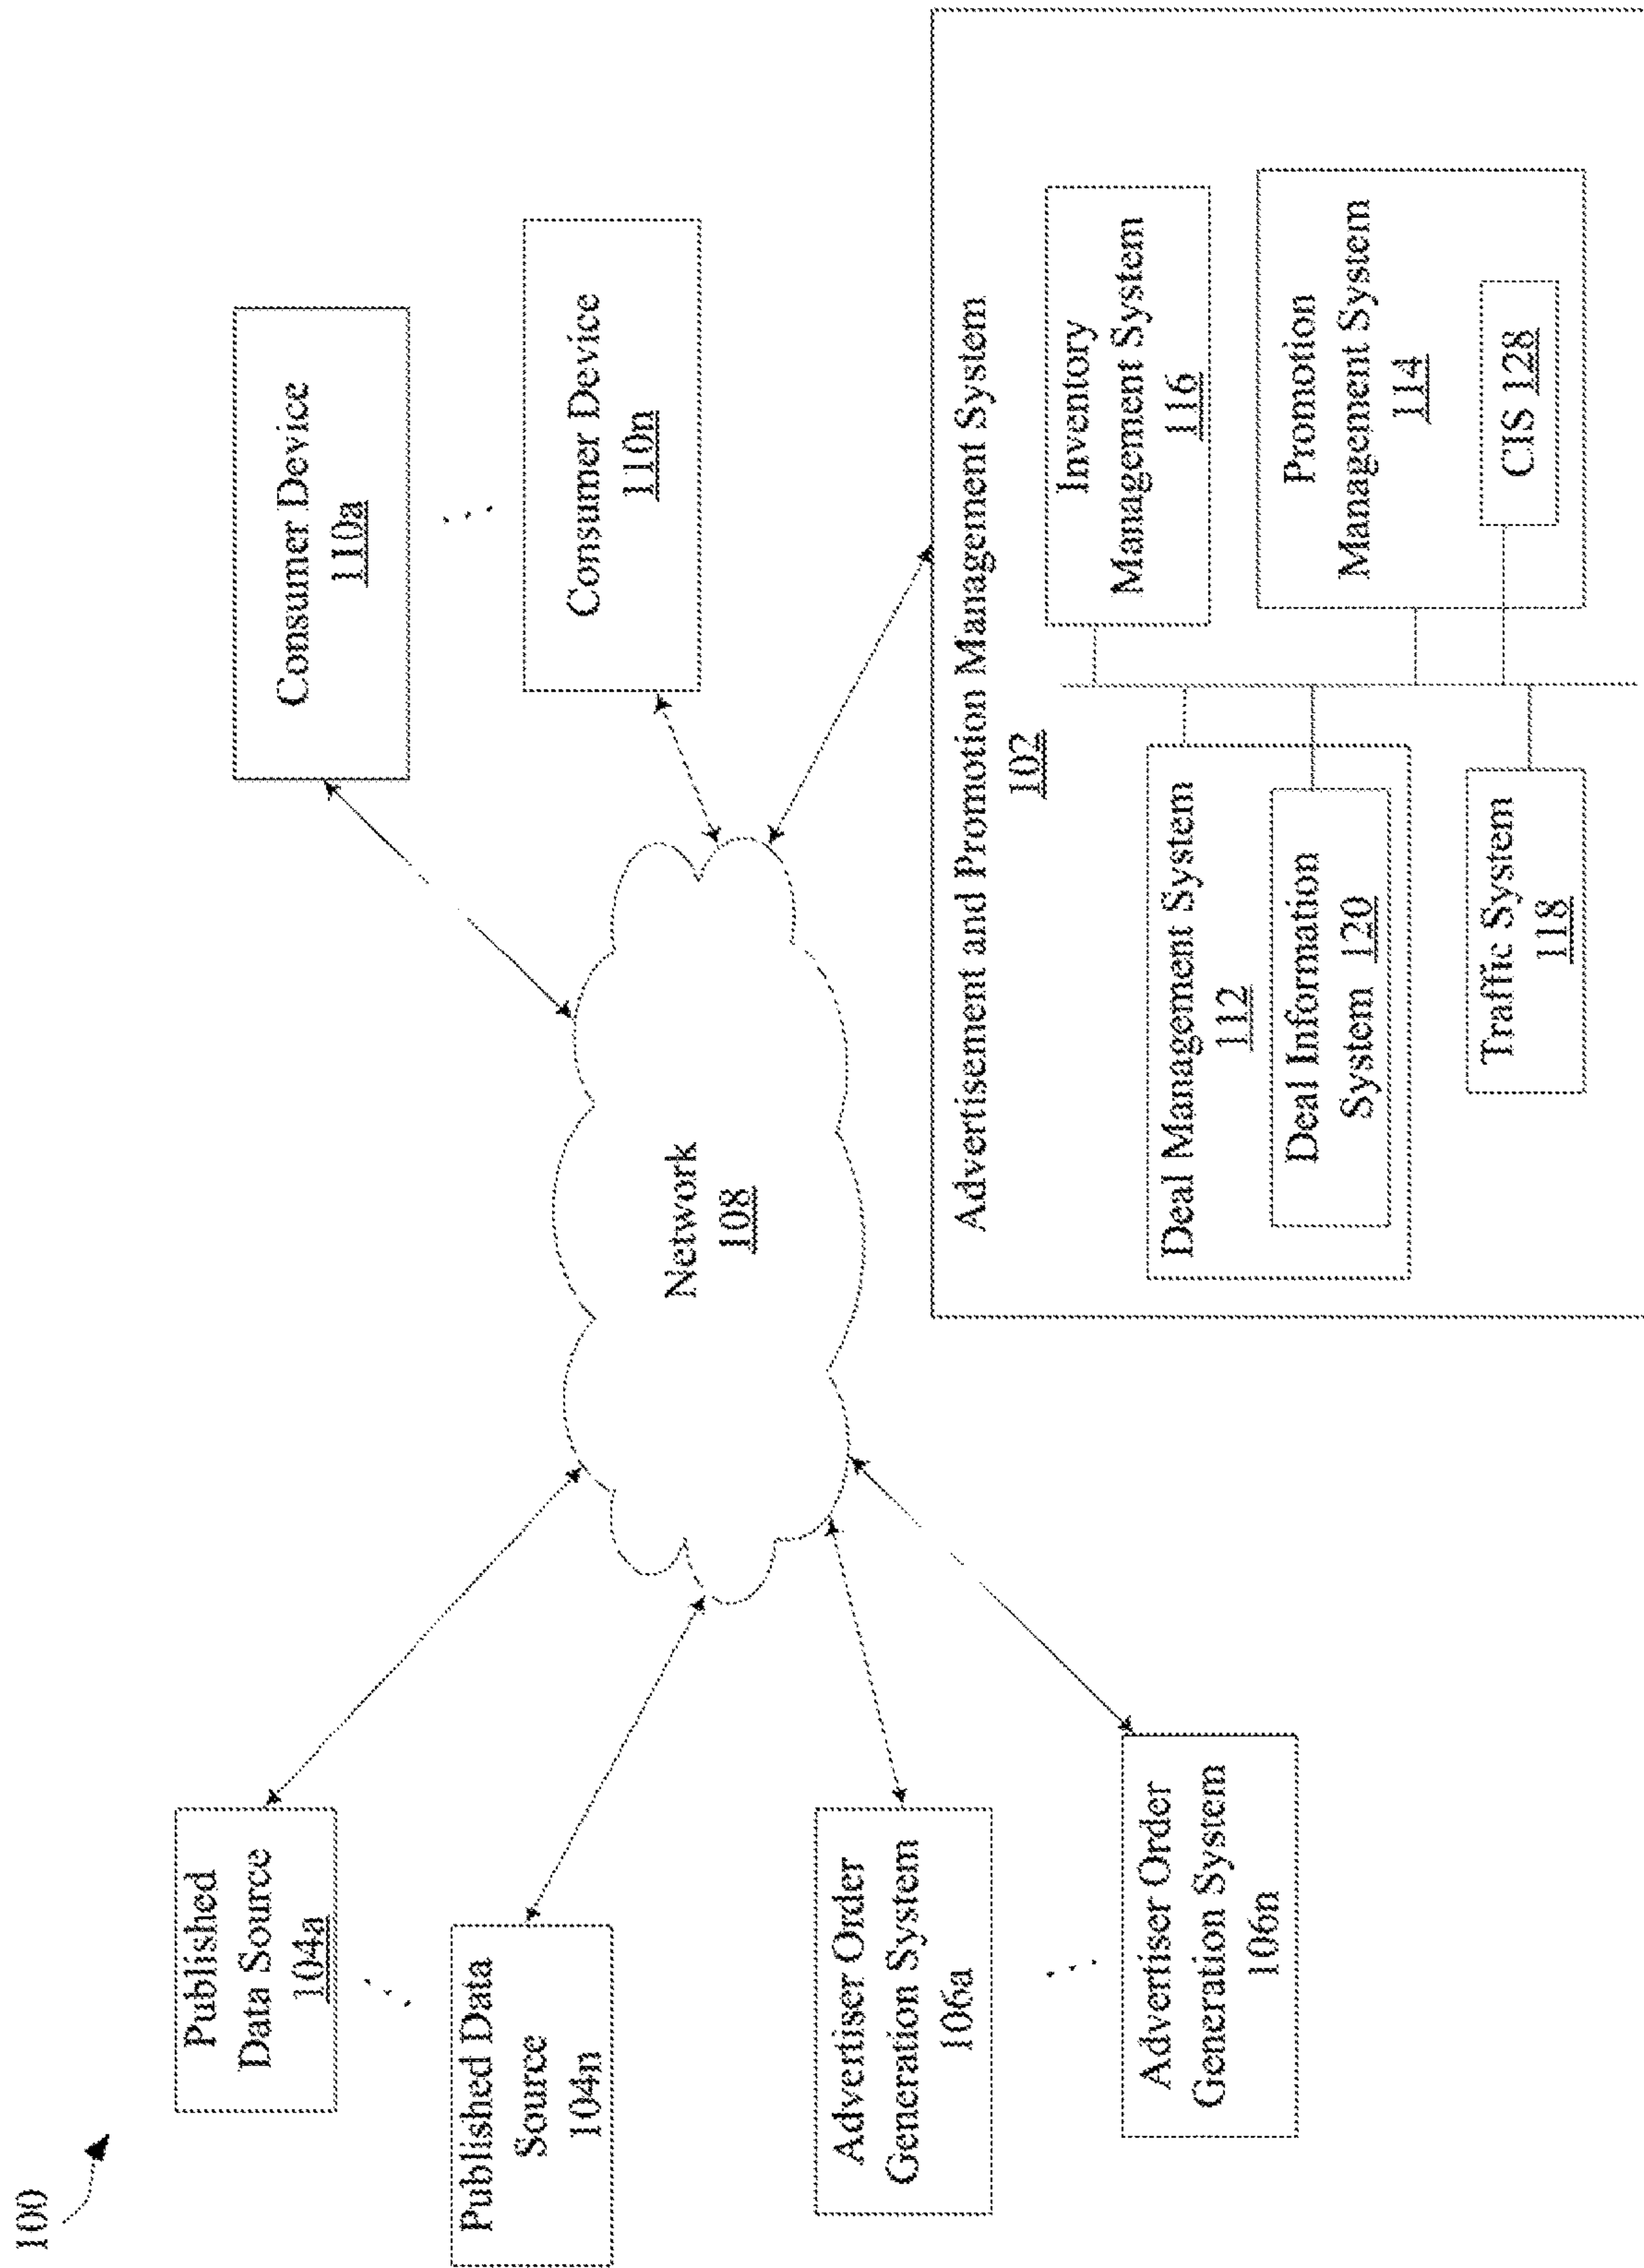 100
Published
Data Source
104a
Published Data
Source
104n
Advertiser Order
Generation System
106a
Advertiser Order
Generation System
106n
Network
108
Consumer Device
110a
Consumer Device
110n
Advertisement and Promotion Management System
102
Deal Management System
112
Deal Information
System 120
Traffic System
118
Inventory
Management System
116
Promotion
Management System
114
CIS 128